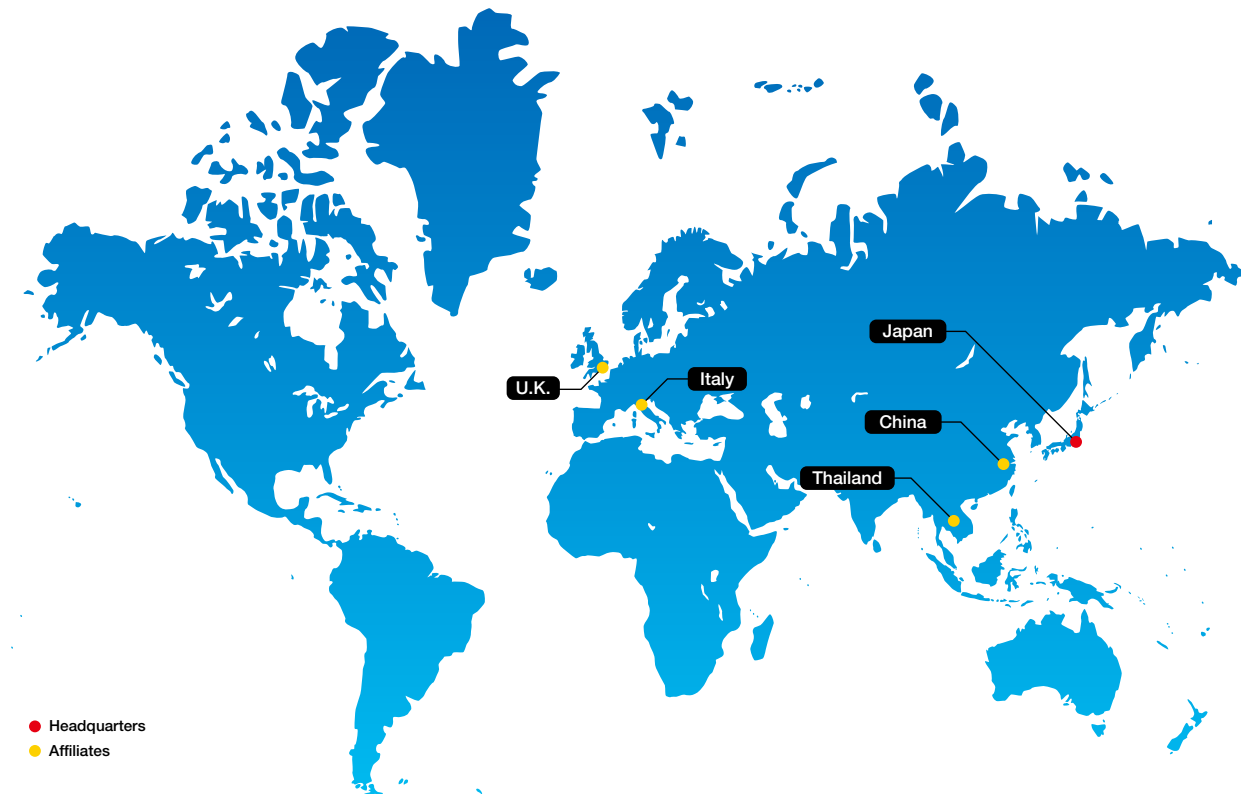 Japan
Italy
U.K.
China
Thailand
Headquarters
Affiliates